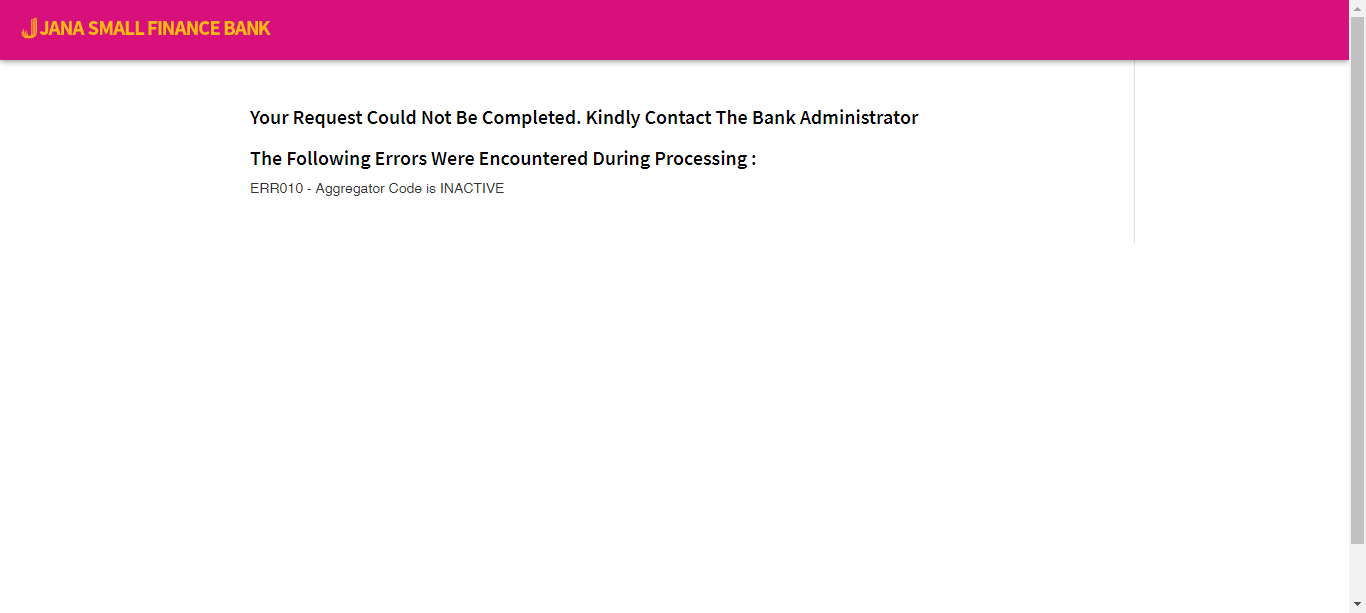 JANA SMALL FINANCE BANK
Your Request Could Not Be Completed. Kindly Contact The Bank Administrator
The Following Errors Were Encountered During Processing :
ERR010 - Aggregator Code is INACTIVE